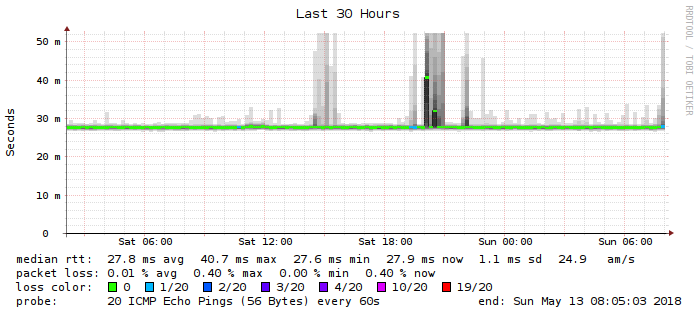 Last 30 Hours
RRDTOOL / TOBI OETIKER
Seconds
50 m
40 m
30 m
20 m
10 m
0
Sat 06:00 Sat 12:00 Sat 18:00 Sun 00:00 Sun 06:00
median rtt: 27.8 ms avg 40.7 ms max 27.6 ms min 27.9 ms now 1.1 ms sd 24.9 am/s
packet loss: 0.01 % avg 0.40 % max 0.00 % min 0.40 % now
loss color: 0 1/20 2/20 3/20 4/20 10/20 19/20
probe: 20 ICMP Echo Pings (56 Bytes) every 60s end: Sun May 13 08:05:03 2018